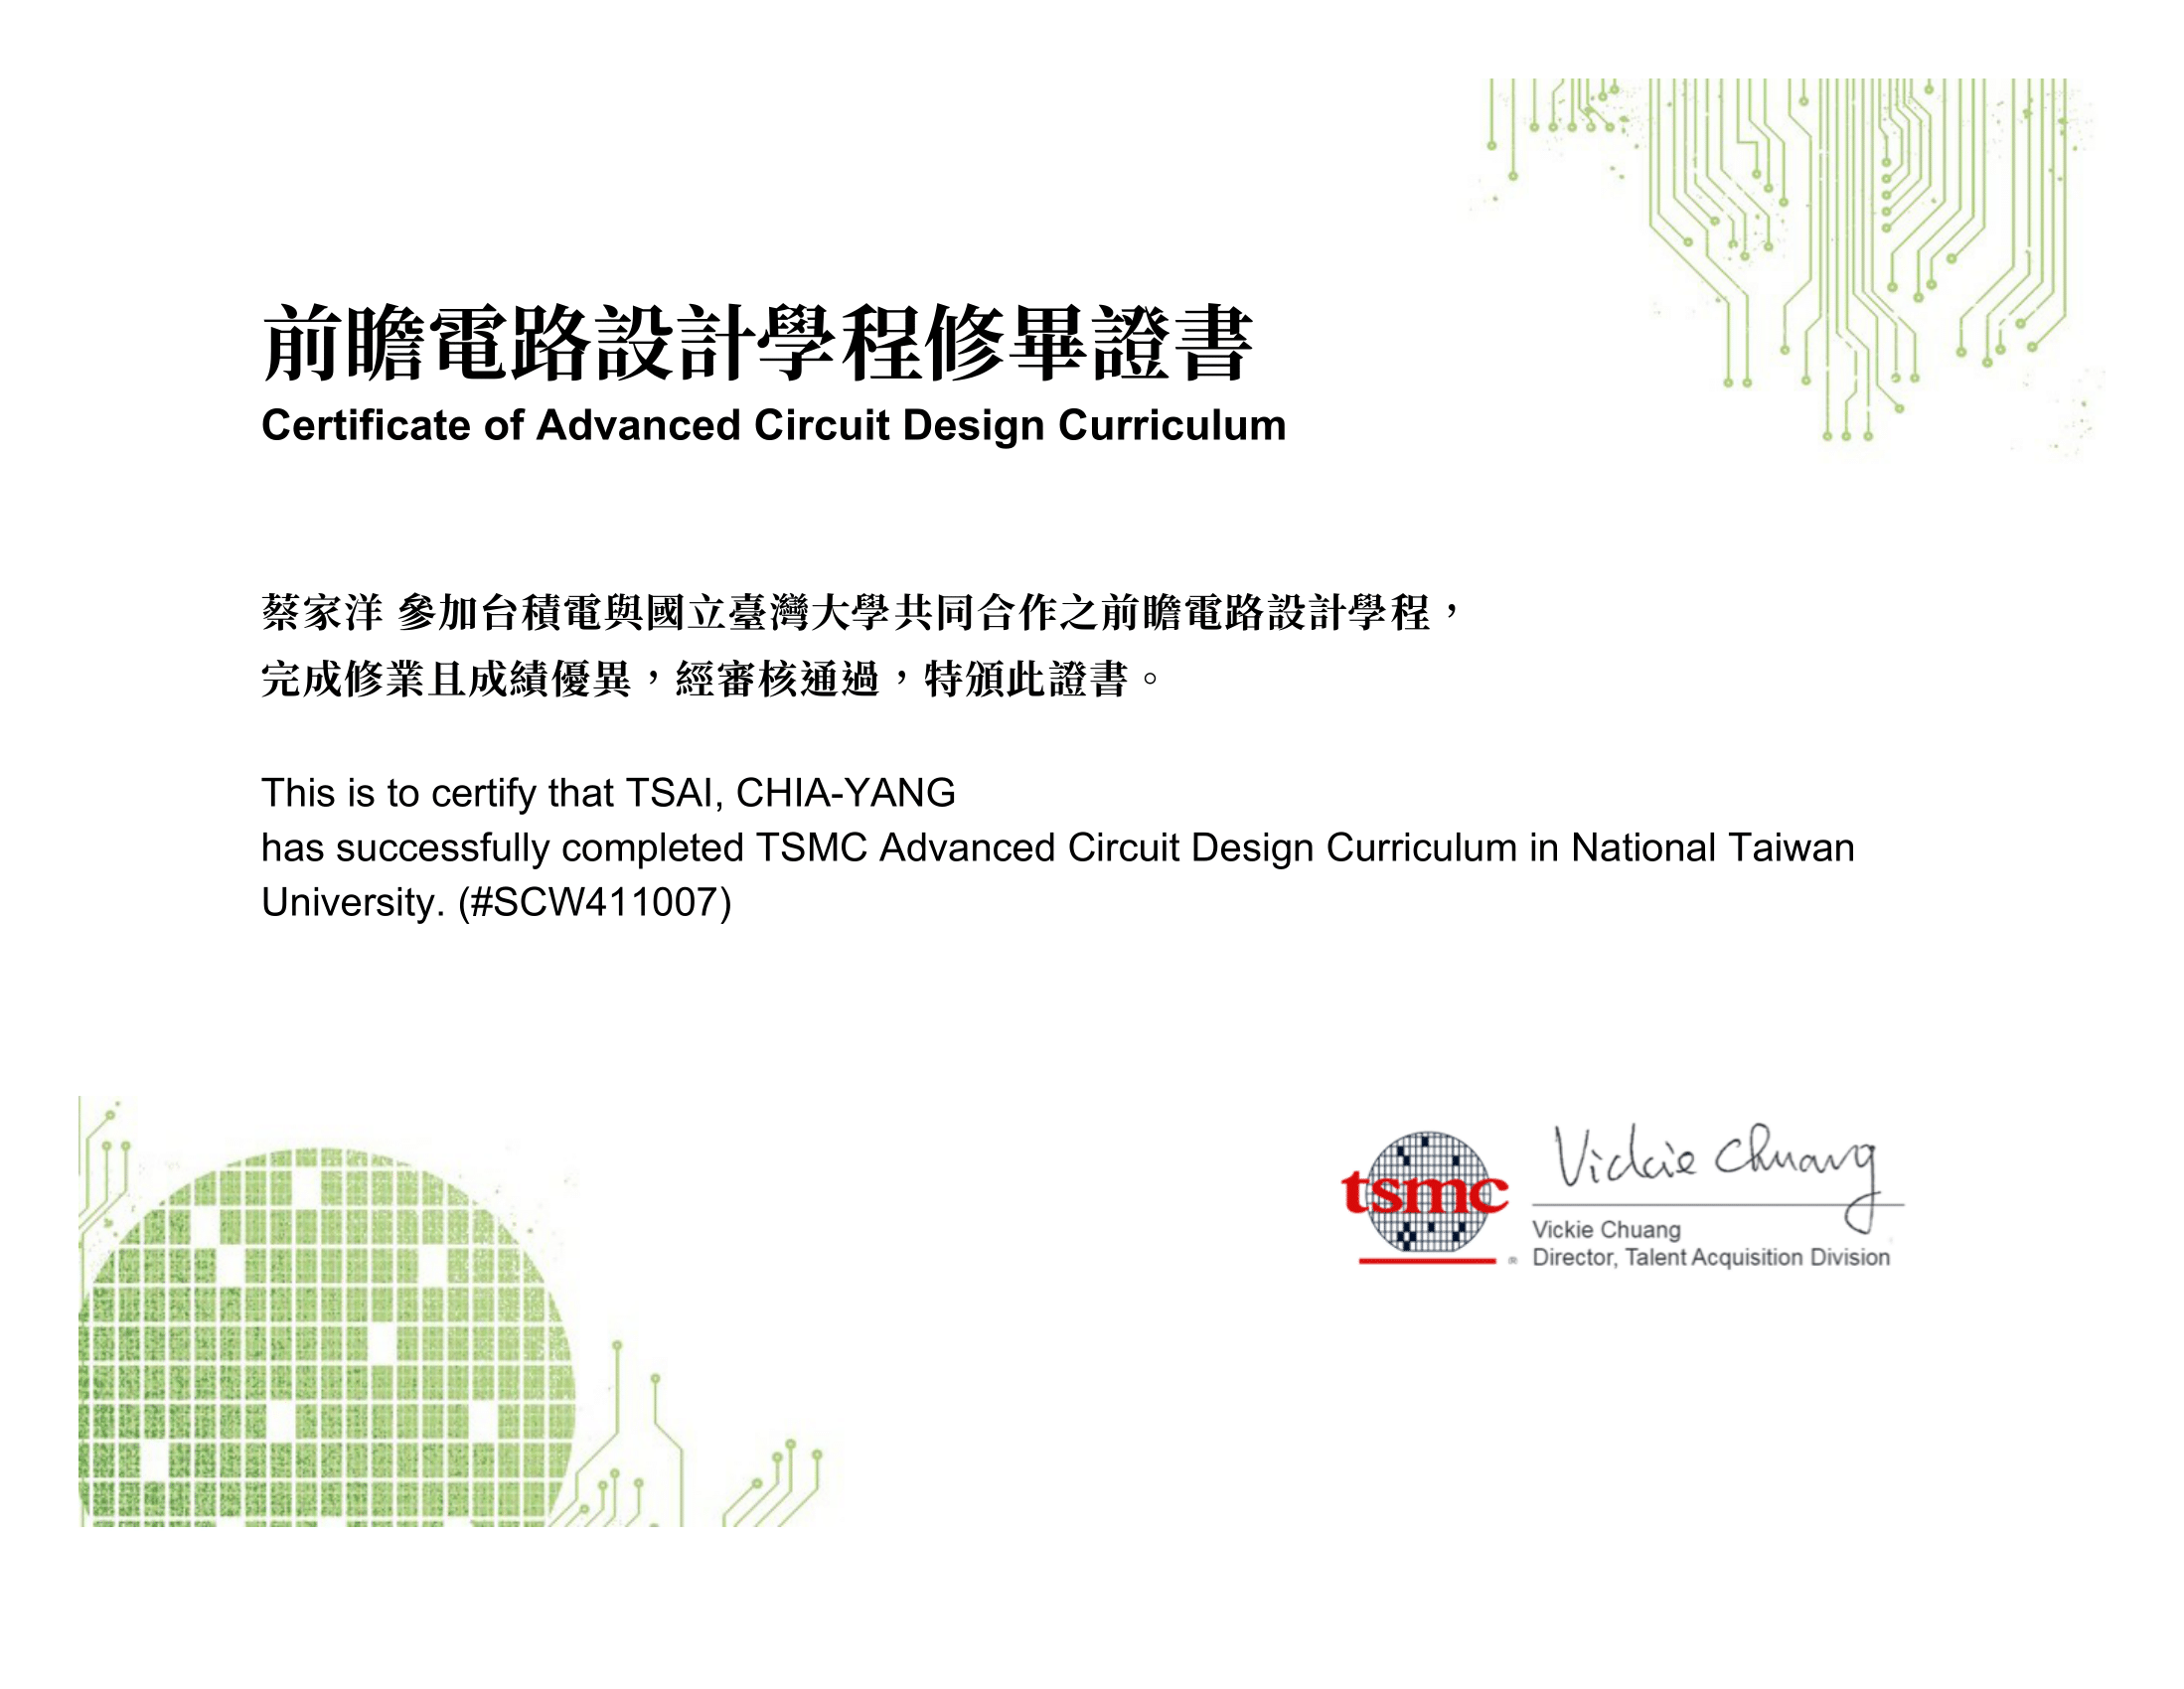 前瞻電路設計學程修畢證書
Certificate of Advanced Circuit Design Curriculum
蔡家洋 參加台積電與國立臺灣大學共同合作之前瞻電路設計學程，
完成修業且成績優異，經審核通過，特頒此證書。
This is to certify that TSAI, CHIA-YANG
has successfully completed TSMC Advanced Circuit Design Curriculum in National Taiwan
University. (#SCW411007)
tsmc ®
Vickie Chuang
Vickie Chuang
Director, Talent Acquisition Division